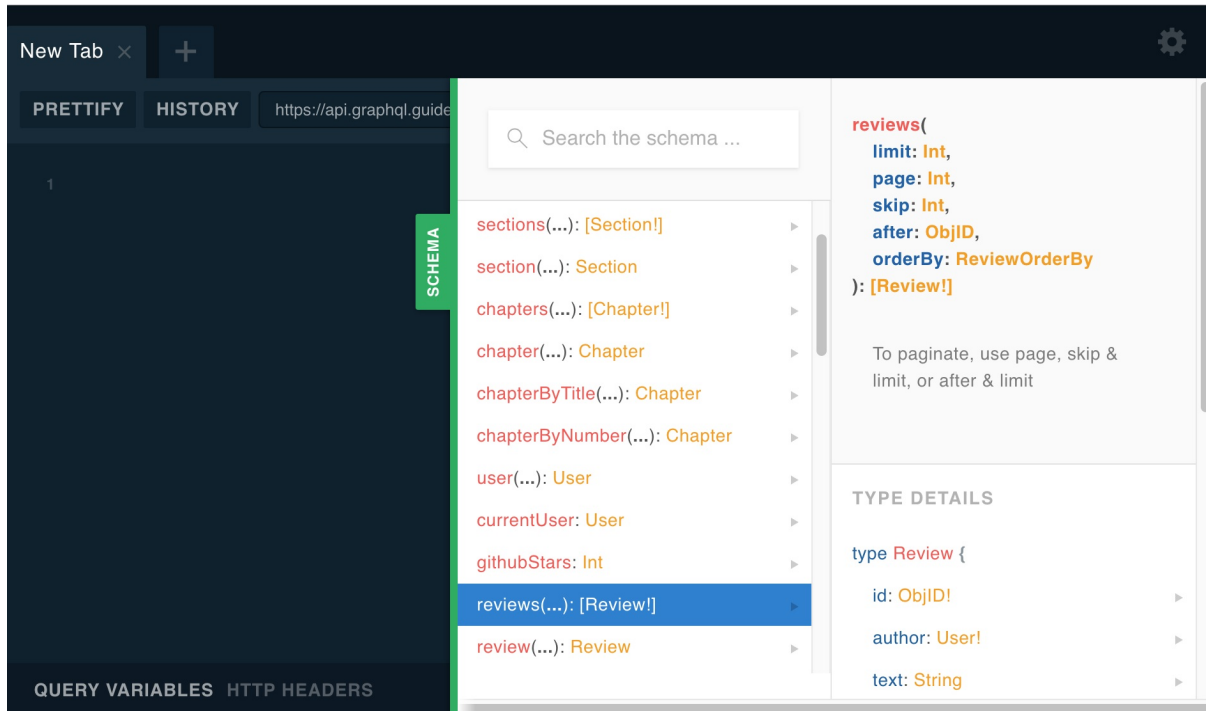 New Tab
PRETTIFY HISTORY https://api.graphql.guide
1
SCHEMA
Search the schema ...
sections(...): [Section!]
section(...): Section
chapters(...): [Chapter!]
chapter(...): Chapter
chapterByTitle(...): Chapter
chapterByNumber(...): Chapter
user(...): User
currentUser: User
githubStars: Int
reviews(...): [Review!]
review(...): Review
reviews(
limit: Int,
page: Int,
skip: Int,
after: ObjID,
orderBy: ReviewOrderBy
): [Review!]
To paginate, use page, skip &
limit, or after & limit
TYPE DETAILS
type Review {
id: ObjID!
author: User!
text: String
QUERY VARIABLES HTTP HEADERS